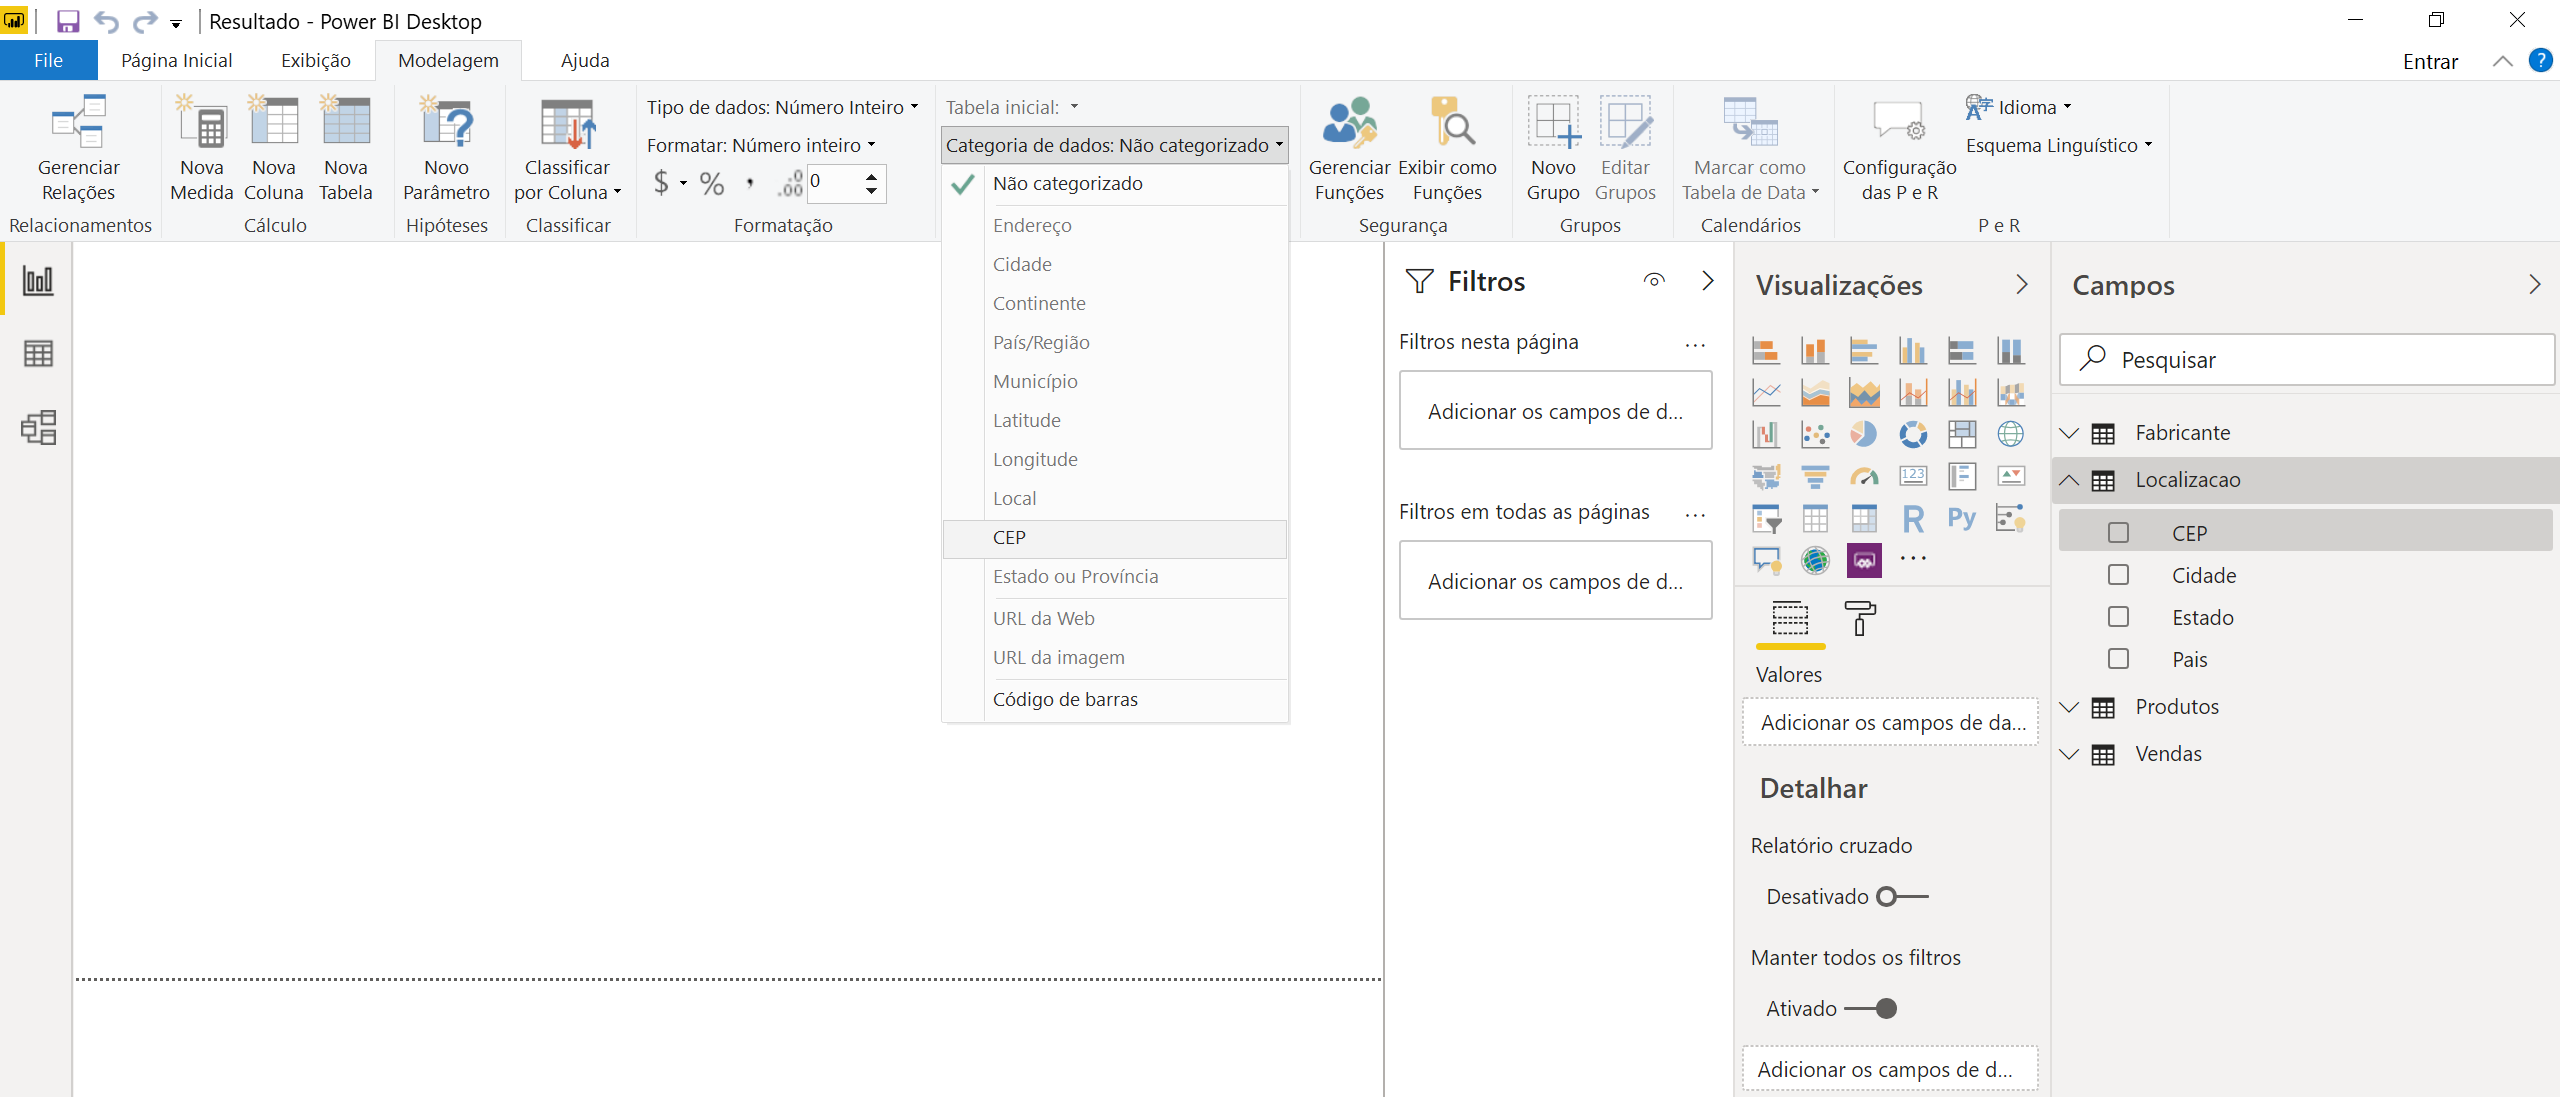 Resultado - Power BI Desktop
File
Página Inicial
Exibição
Modelagem
Ajuda
Entrar
?
Gerenciar
Relações
Relacionamentos
Nova
Medida
Nova
Coluna
Nova
Tabela
Cálculo
Novo
Parâmetro
Hipóteses
Classificar
por Coluna
Classificar
Tipo de dados: Número Inteiro
Formatar: Número inteiro
$ % , .00 0
Formatação
Tabela inicial:
Categoria de dados: Não categorizado
Não categorizado
Endereço
Cidade
Continente
País/Região
Município
Latitude
Longitude
Local
CEP
Estado ou Província
URL da Web
URL da imagem
Código de barras
Gerenciar
Funções
Exibir como
Funções
Segurança
Novo
Grupo
Editar
Grupos
Grupos
Marcar como
Tabela de Data
Calendários
Configuração
das P e R
Idioma
Esquema Linguístico
P e R
Filtros
Filtros nesta página
...
Adicionar os campos de d...
Filtros em todas as páginas
...
Adicionar os campos de d...
Visualizações
123
R
Py
...
Valores
Adicionar os campos de da...
Detalhar
Relatório cruzado
Desativado
Manter todos os filtros
Ativado
Adicionar os campos de d...
Campos
Pesquisar
Fabricante
Localizacao
CEP
Cidade
Estado
Pais
Produtos
Vendas